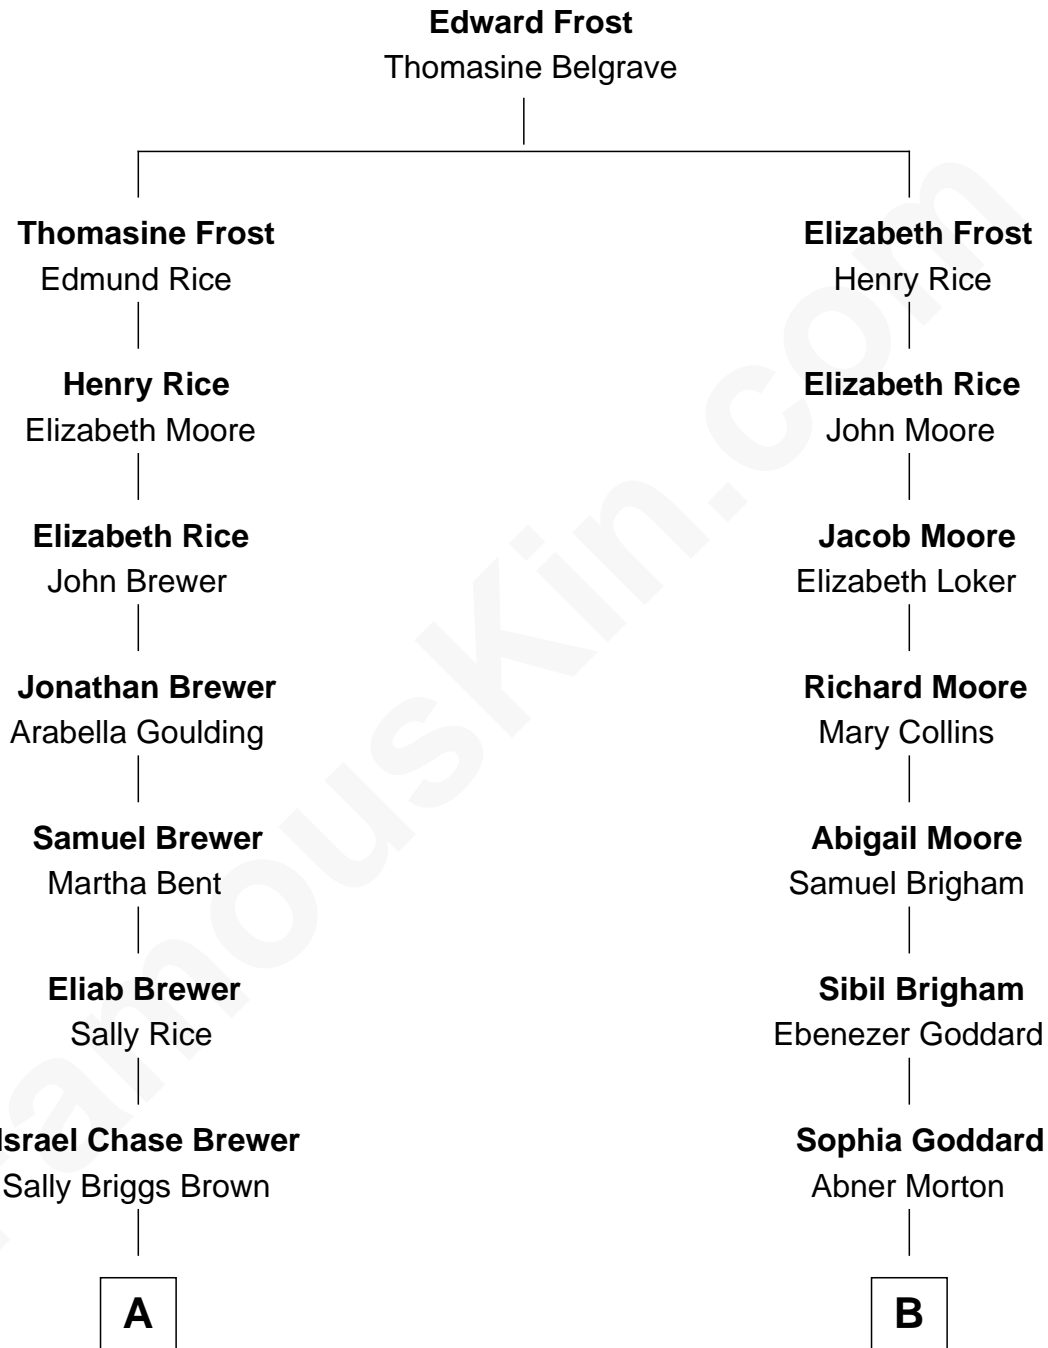 Edward Frost
Thomasine Belgrave
Thomasine Frost
Edmund Rice
Henry Rice
Elizabeth Moore
Elizabeth Rice
John Brewer
Jonathan Brewer
Arabella Goulding
Samuel Brewer
Martha Bent
Eliab Brewer
Sally Rice
Israel Chase Brewer
Sally Briggs Brown
A
Elizabeth Frost
Henry Rice
Elizabeth Rice
John Moore
Jacob Moore
Elizabeth Loker
Richard Moore
Mary Collins
Abigail Moore
Samuel Brigham
Sibil Brigham
Ebenezer Goddard
Sophia Goddard
Abner Morton
B
FamousKin.com